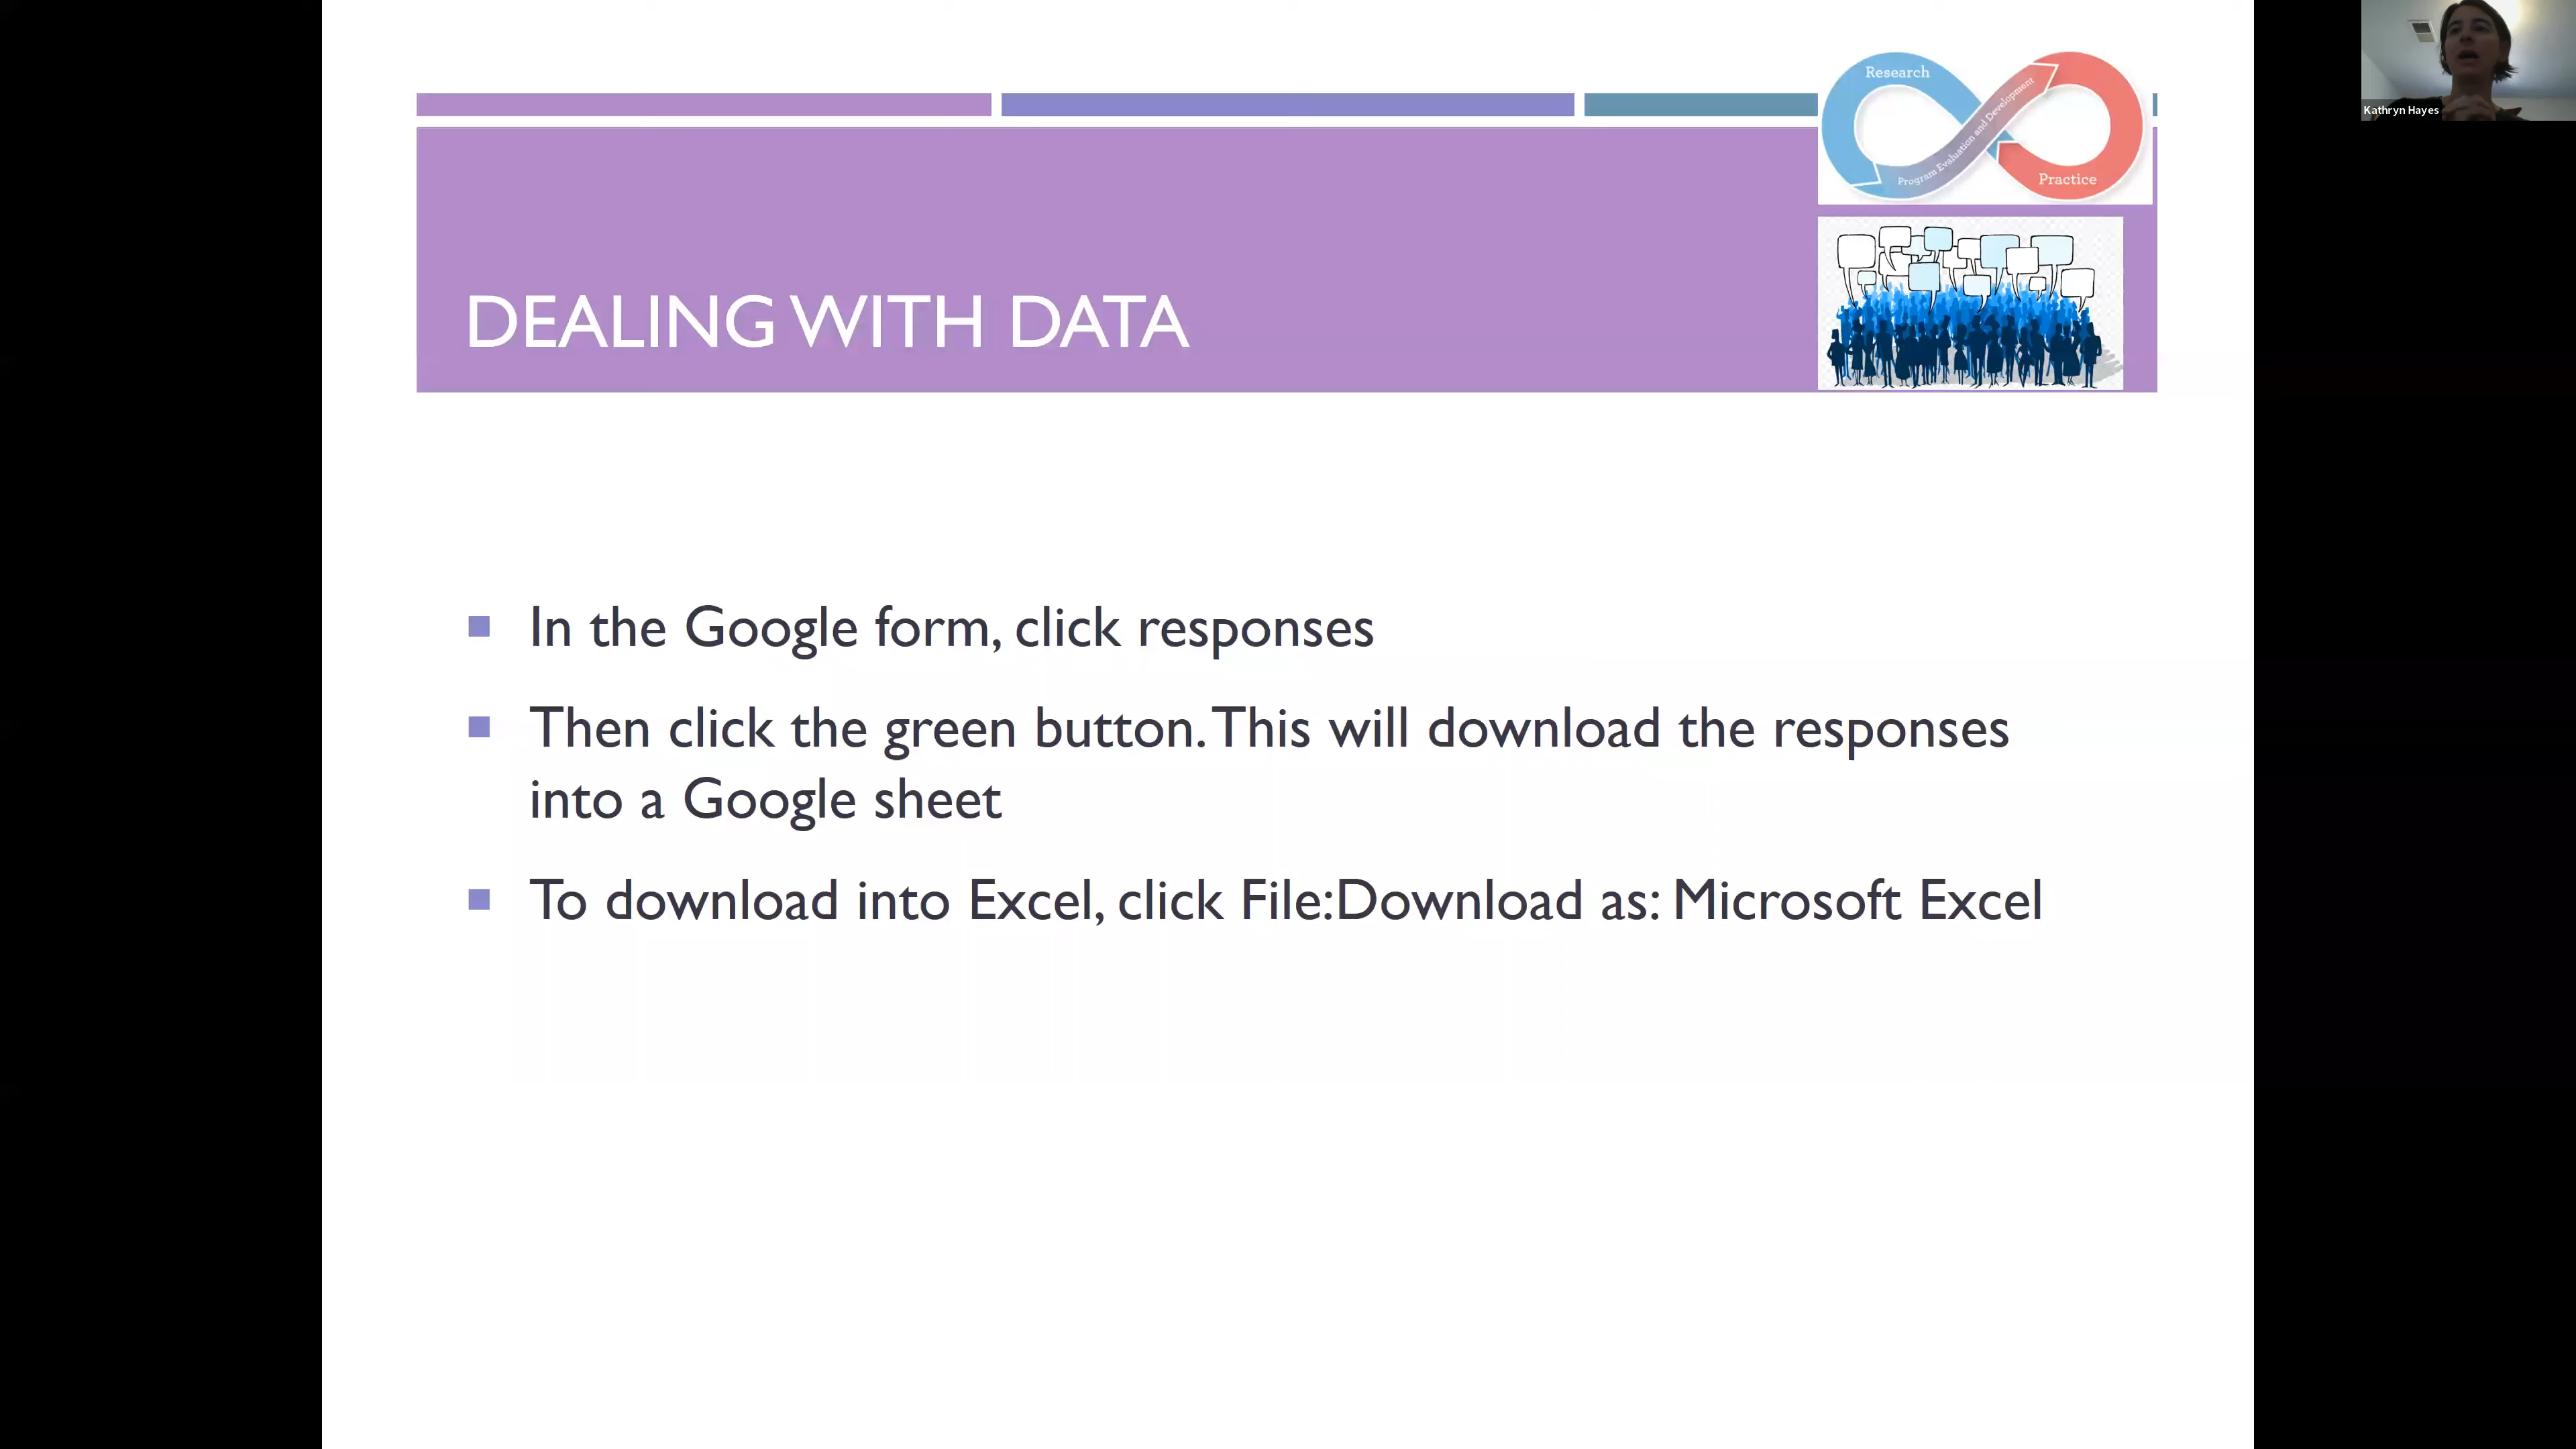 Research
Program Evaluation and Development
Practice
Kathryn Hayes
DEALING WITH DATA
In the Google form, click responses
Then click the green button. This will download the responses
into a Google sheet
To download into Excel, click File:Download as: Microsoft Excel